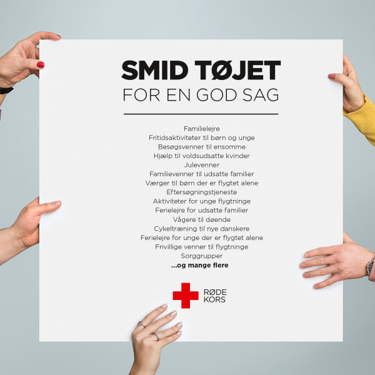 SMID TØJET
FOR EN GOD SAG
Familielejre
Fritidsaktiviteter til børn og unge
Besøgsvenner til ensomme
Hjælp til voldsudsatte kvinder
Julevenner
Familievenner til udsatte familier
Værger til børn der er flygtet alene
Eftersøgningstjeneste
Aktiviteter for unge flygtninge
Ferielejr for udsatte familier
Vågere til døende
Cykeltræning til nye danskere
Ferielejre for unge der er flygtet alene
Frivillige venner til flygtninge
Sorggrupper
...og mange flere
RØDE
KORS